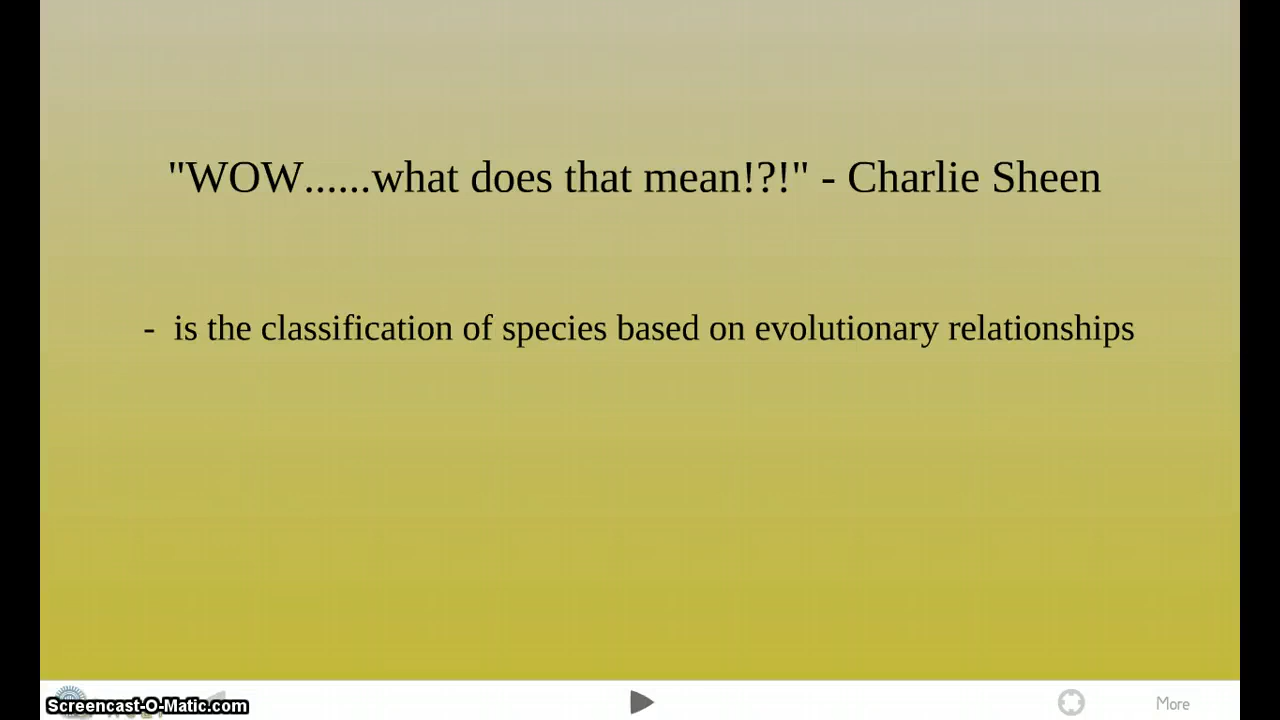 "WOW......what does that mean!?!" - Charlie Sheen
- is the classification of species based on evolutionary relationships
Screencast-O-Matic.com
More